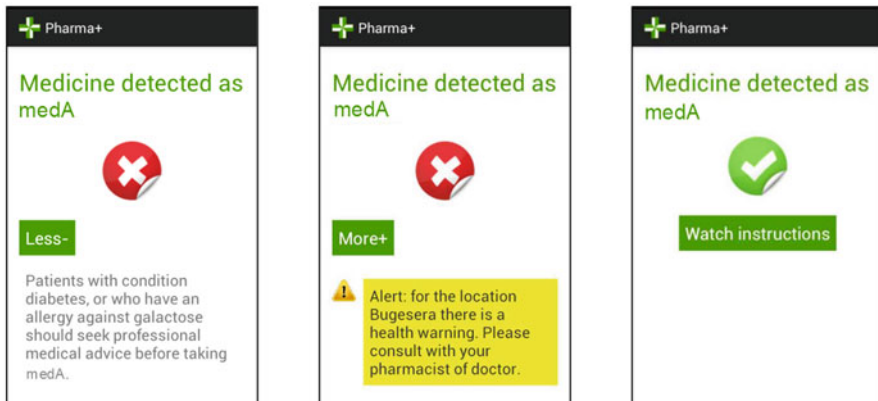 Pharma+
Medicine detected as
medA
Less-
Patients with condition
diabetes, or who have an
allergy against galactose
should seek professional
medical advice before taking
medA.
Pharma+
Medicine detected as
medA
More+
Alert: for the location
Bugesera there is a
health warning. Please
consult with your
pharmacist of doctor.
Pharma+
Medicine detected as
medA
Watch instructions